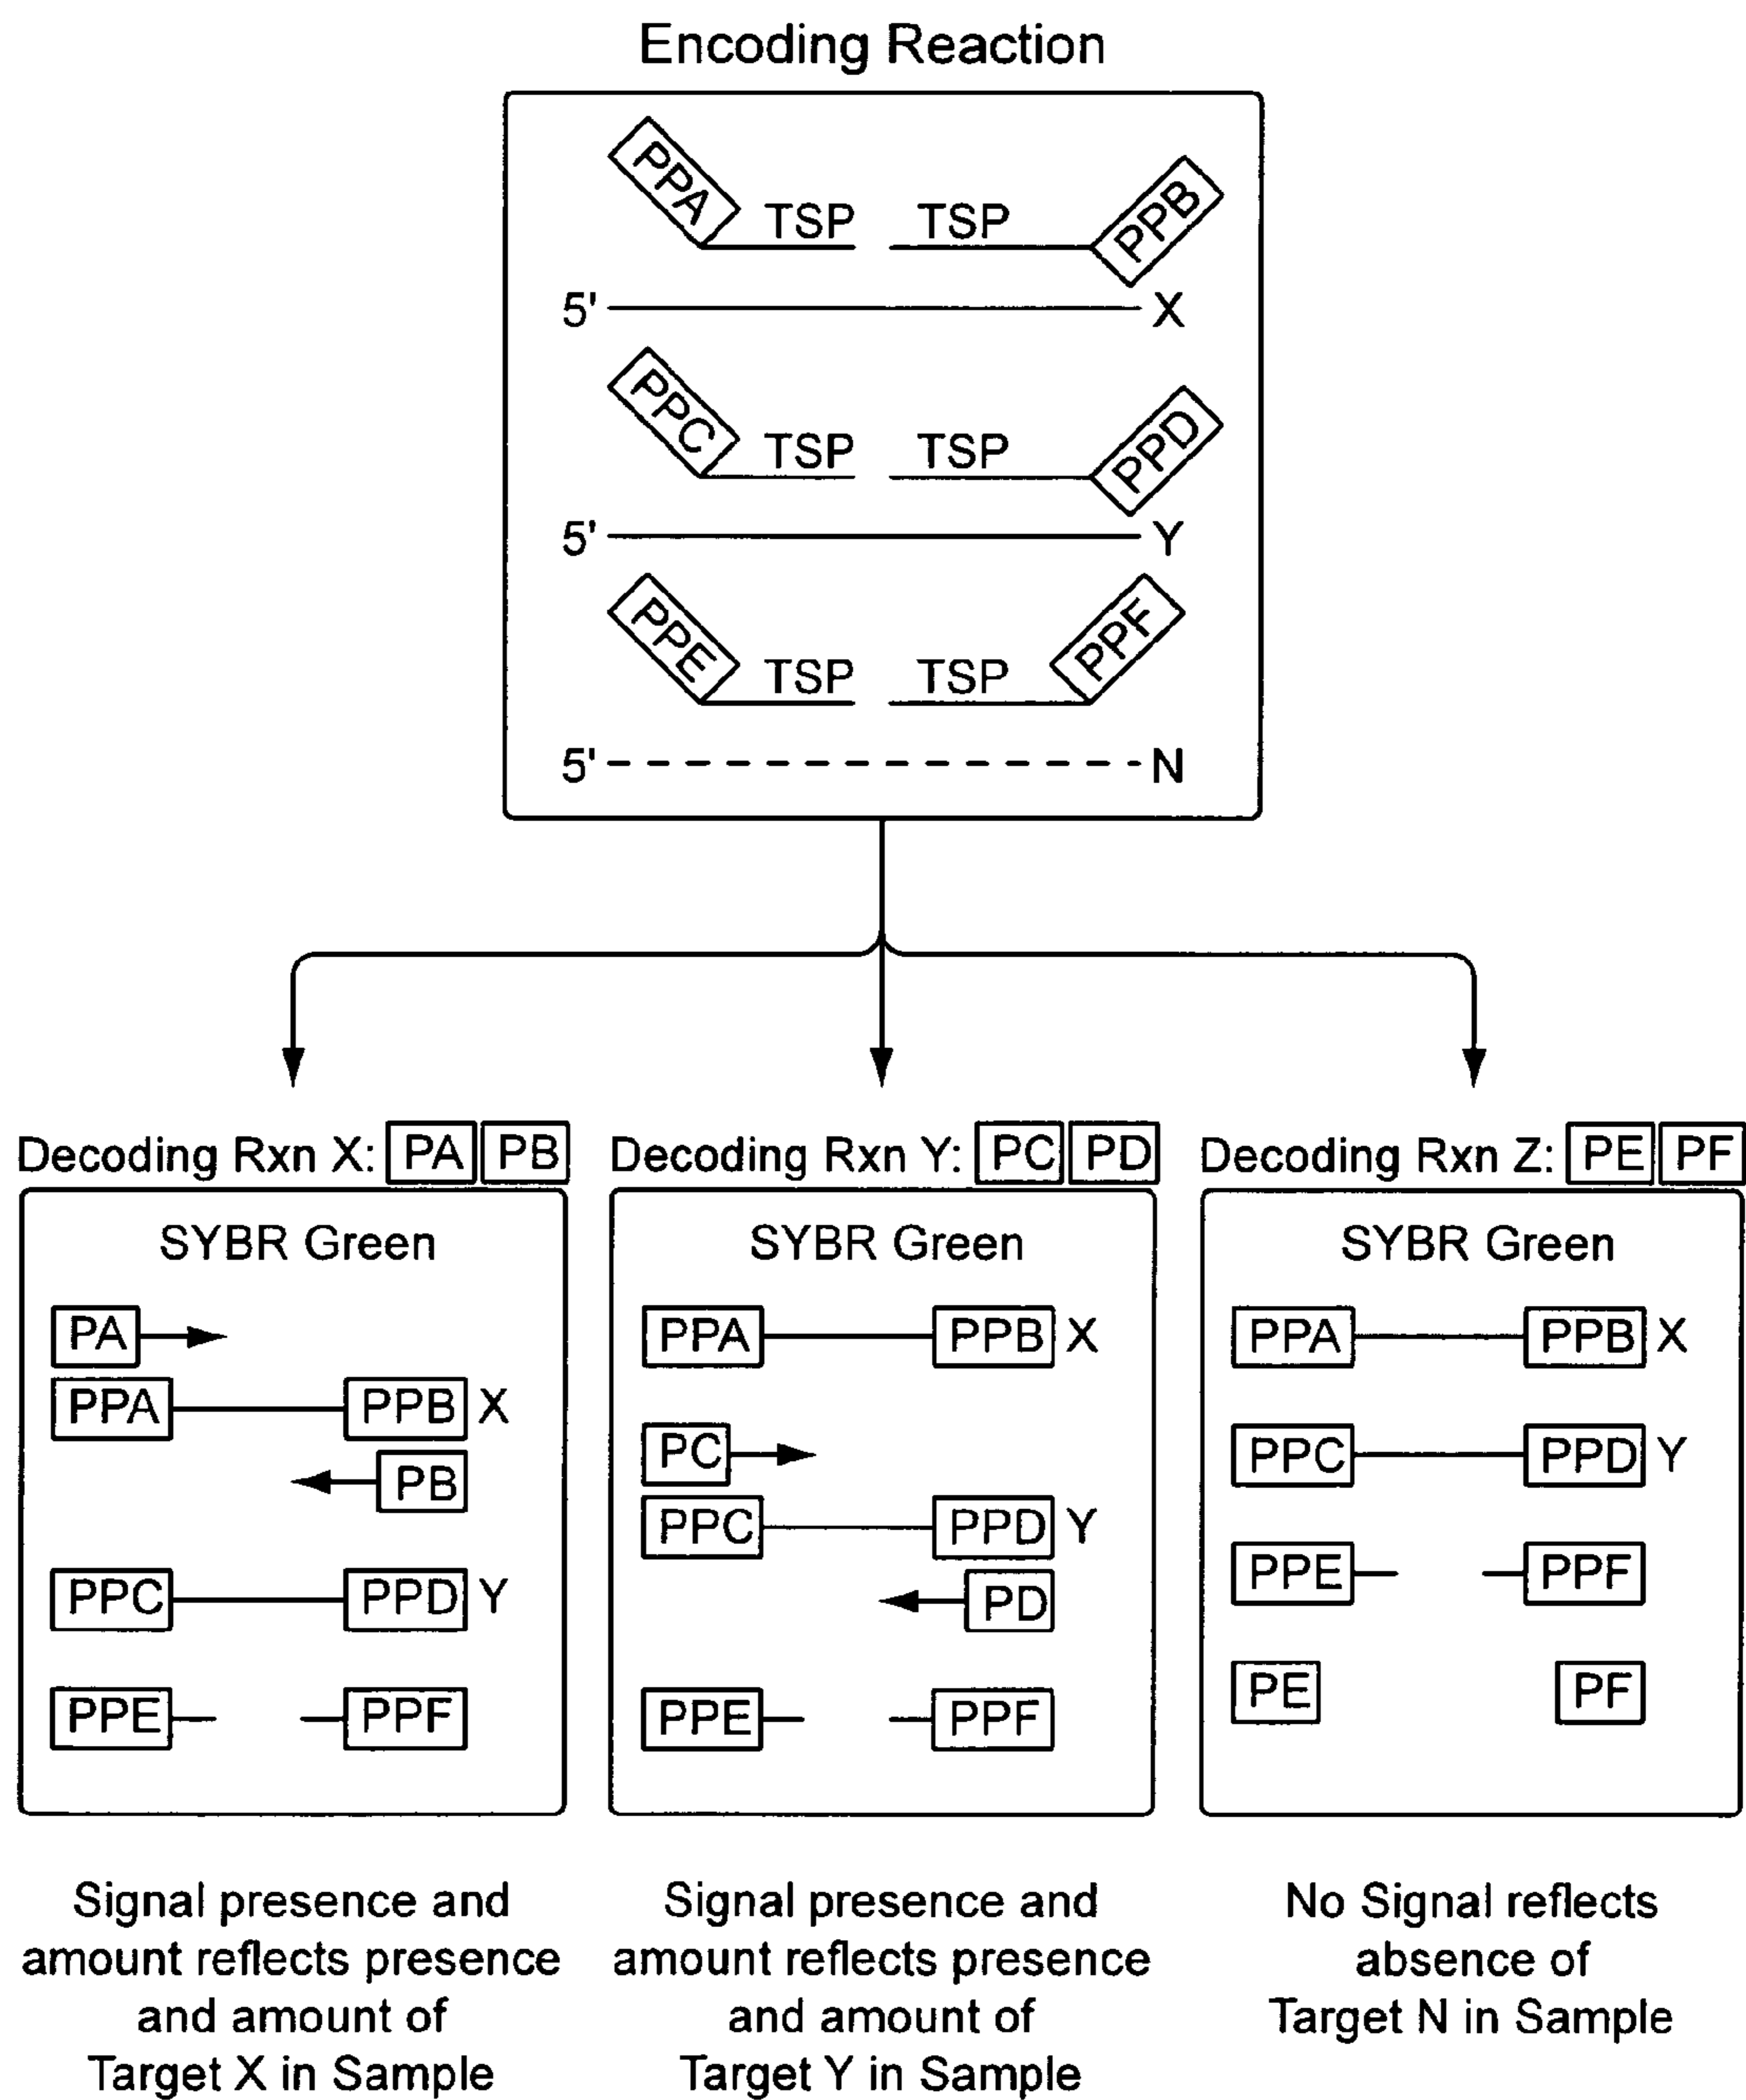 Encoding Reaction
PPA TSP TSP PPB
5' X
PPC TSP TSP PPD
5' Y
PPE TSP TSP PPF
5' N
Decoding Rxn X: PA PB
SYBR Green
PA
PPA PPB X
PB
PPC PPD Y
PPE PPF
Signal presence and
amount reflects presence
and amount of
Target X in Sample
Decoding Rxn Y: PC PD
SYBR Green
PPA PPB X
PC
PPC PPD Y
PD
PPE PPF
Signal presence and
amount reflects presence
and amount of
Target Y in Sample
Decoding Rxn Z: PE PF
SYBR Green
PPA PPB X
PPC PPD Y
PPE PPF
PE PF
No Signal reflects
absence of
Target N in Sample